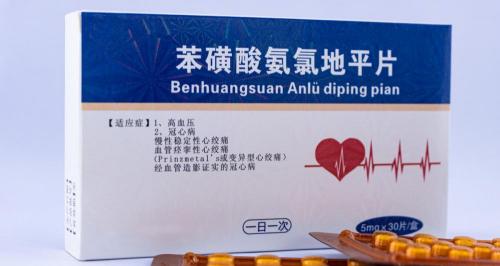 苯磺酸氨氯地平片
Benhuangsuan Anlü diping pian
【适应症】1、高血压
2、冠心病
慢性稳定性心绞痛
血管痉挛性心绞痛
(Prinzmetal's或变异型心绞痛)
经血管造影证实的冠心病
一日一次
5mg×30片/盒